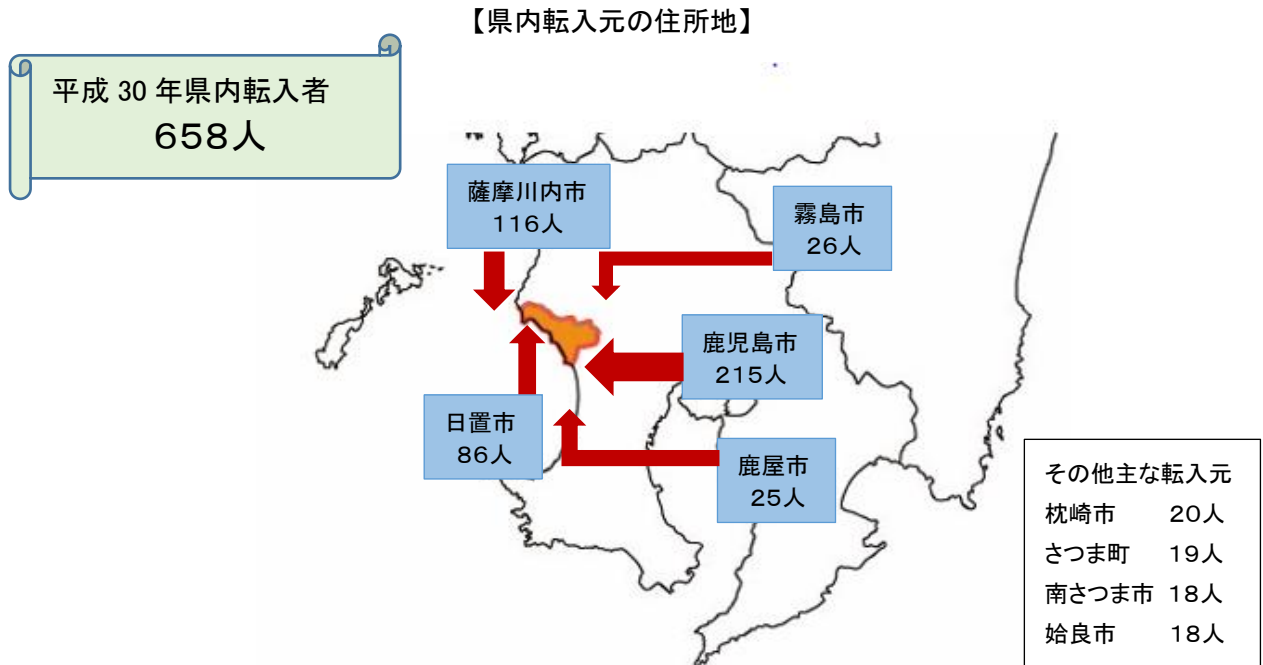 【県内転入元の住所地】
平成 30 年県内転入者
658人
薩摩川内市
116人
霧島市
26人
鹿児島市
215人
日置市
86人
鹿屋市
25人
その他主な転入元
枕崎市 20人
さつま町 19人
南さつま市 18人
姶良市 18人